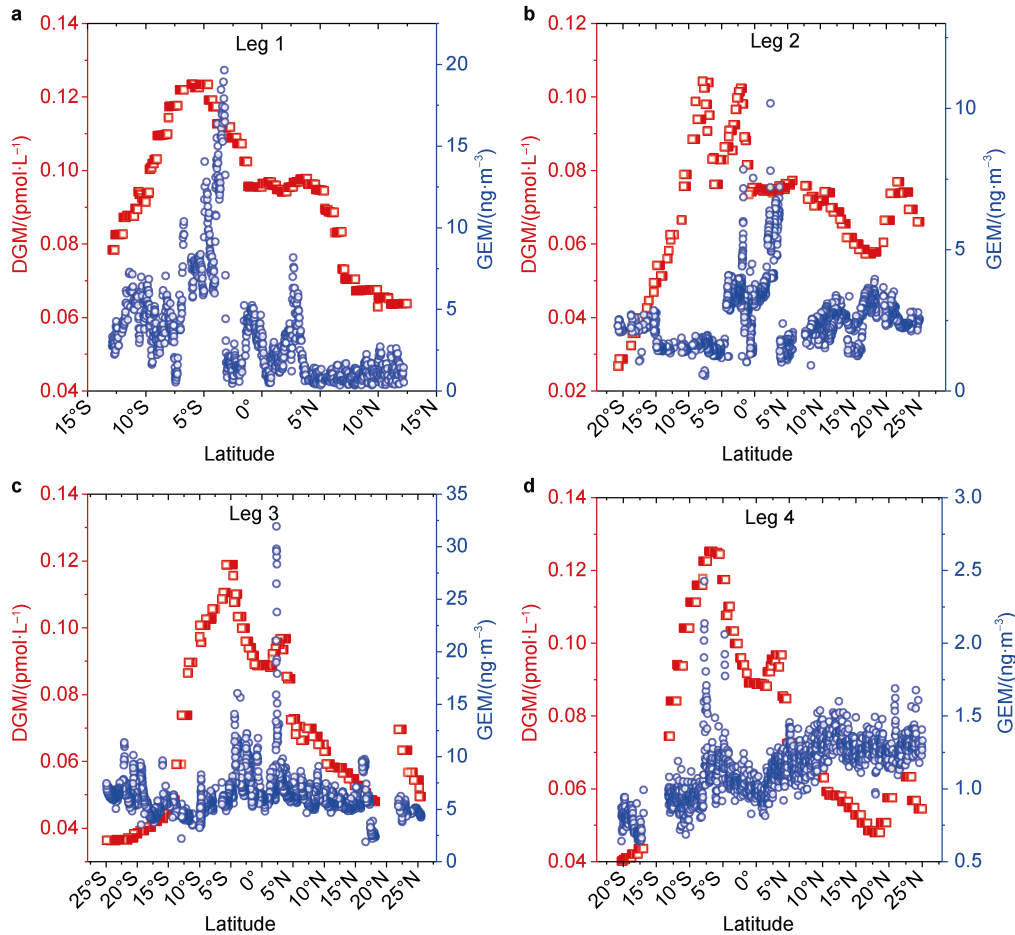 a
Leg 1
0.14
0.12
0.10
0.08
0.06
0.04
DGM/(pmol·L⁻¹)
20
15
10
5
0
GEM/(ng·m⁻³)
15°S
10°S
5°S
0°
5°N
10°N
15°N
Latitude
b
Leg 2
0.12
0.10
0.08
0.06
0.04
0.02
DGM/(pmol·L⁻¹)
10
5
0
GEM/(ng·m⁻³)
20°S
15°S
10°S
5°S
0°
5°N
10°N
15°N
20°N
25°N
Latitude
c
Leg 3
0.14
0.12
0.10
0.08
0.06
0.04
DGM/(pmol·L⁻¹)
35
30
25
20
15
10
5
0
GEM/(ng·m⁻³)
25°S
20°S
15°S
10°S
5°S
0°
5°N
10°N
15°N
20°N
25°N
Latitude
d
Leg 4
0.14
0.12
0.10
0.08
0.06
0.04
DGM/(pmol·L⁻¹)
3.0
2.5
2.0
1.5
1.0
0.5
GEM/(ng·m⁻³)
20°S
15°S
10°S
5°S
0°
5°N
10°N
15°N
20°N
25°N
Latitude